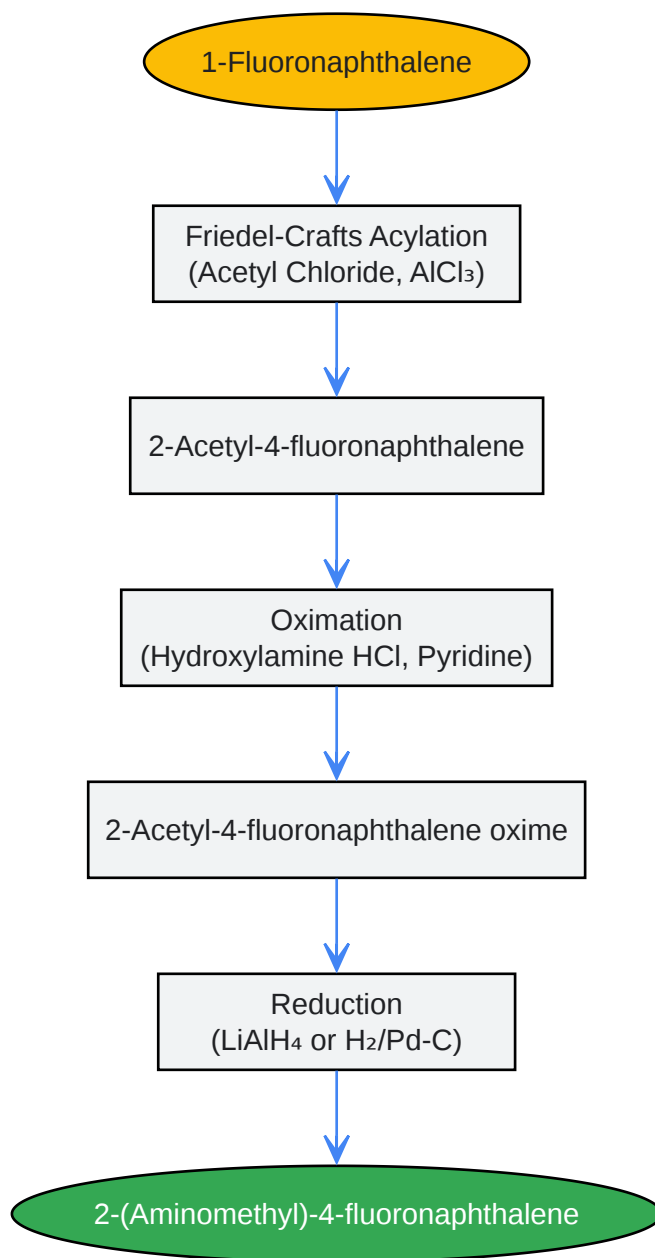 1-Fluoronaphthalene
Friedel-Crafts Acylation
(Acetyl Chloride, AlCl₃)
2-Acetyl-4-fluoronaphthalene
Oximation
(Hydroxylamine HCl, Pyridine)
2-Acetyl-4-fluoronaphthalene oxime
Reduction
(LiAlH₄ or H₂/Pd-C)
2-(Aminomethyl)-4-fluoronaphthalene